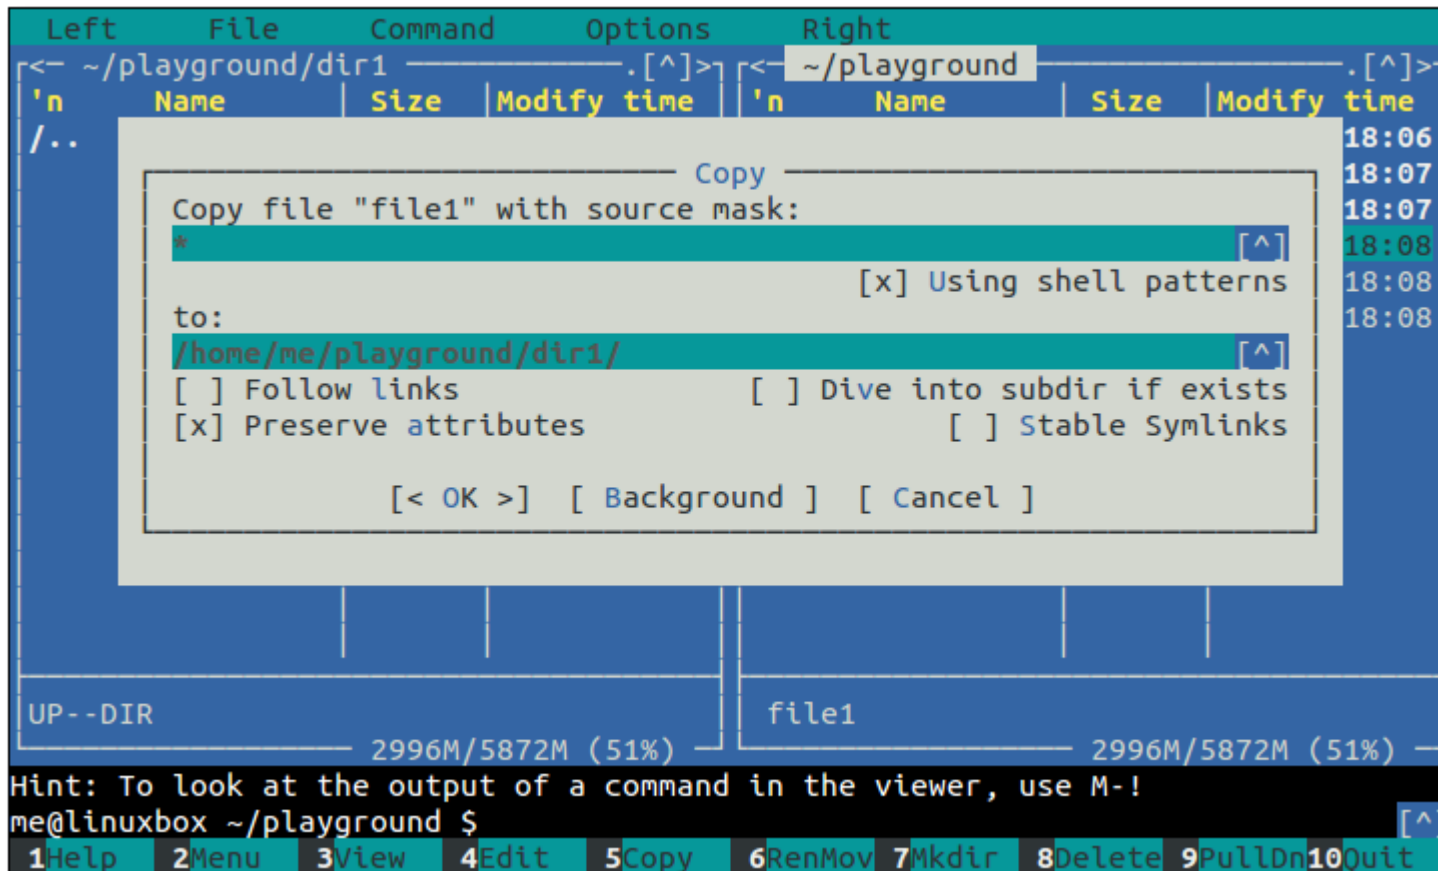 Left File Command Options Right
<─ ~/playground/dir1 ─.[^]> <─ ~/playground ─.[^]>
'n Name Size Modify time 'n Name Size Modify time
/.. 18:06
Copy 18:07
Copy file "file1" with source mask: 18:07
* [^] 18:08
[x] Using shell patterns 18:08
to: 18:08
/home/me/playground/dir1/ [^]
[ ] Follow links [ ] Dive into subdir if exists
[x] Preserve attributes [ ] Stable Symlinks
[< OK >] [ Background ] [ Cancel ]
UP--DIR file1
2996M/5872M (51%) 2996M/5872M (51%)
Hint: To look at the output of a command in the viewer, use M-!
me@linuxbox ~/playground $ [^]
1Help 2Menu 3View 4Edit 5Copy 6RenMov 7Mkdir 8Delete 9PullDn 10Quit